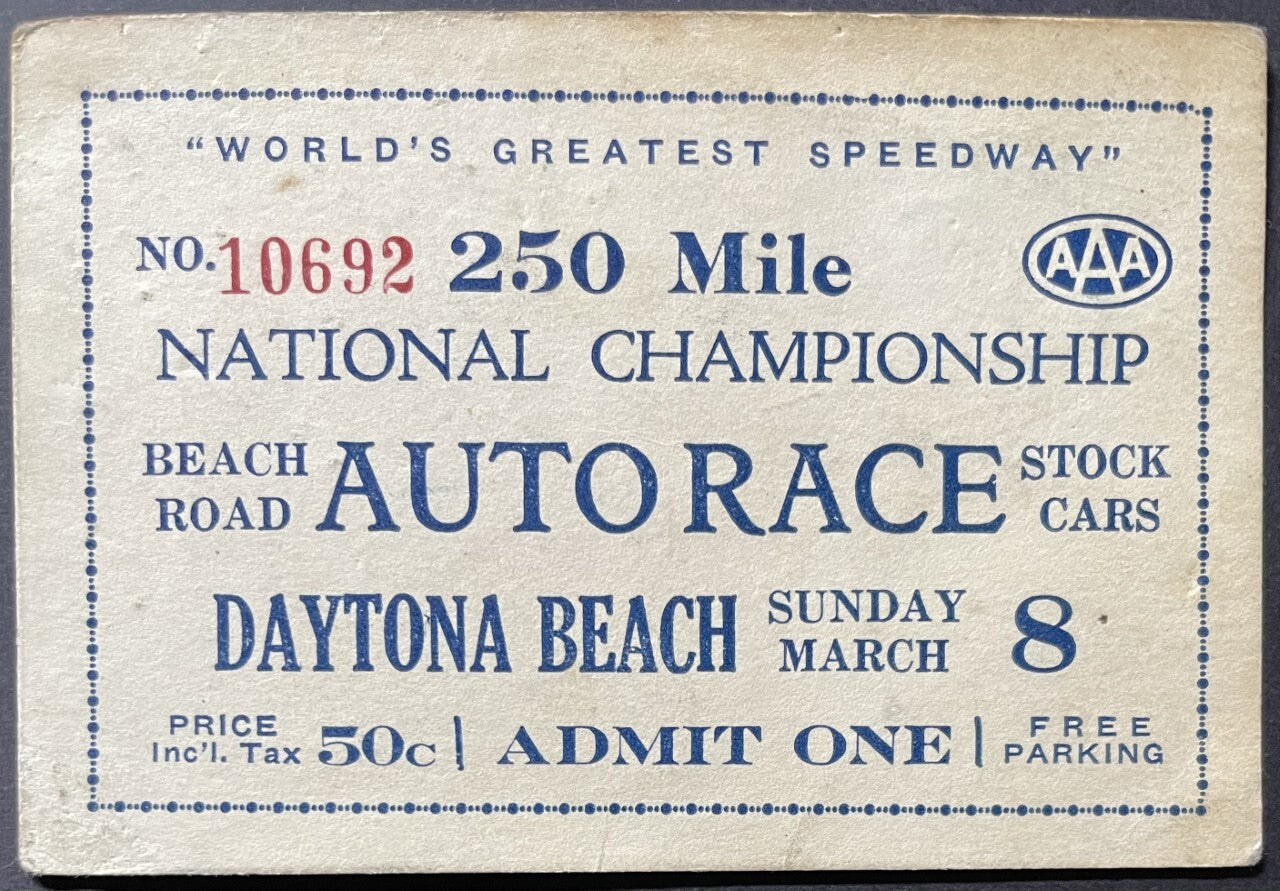 "WORLD'S GREATEST SPEEDWAY"
NO. 10692 250 Mile AAA
NATIONAL CHAMPIONSHIP
BEACH ROAD AUTO RACE STOCK CARS
DAYTONA BEACH SUNDAY MARCH 8
PRICE Inc'l. Tax 50c | ADMIT ONE | FREE PARKING